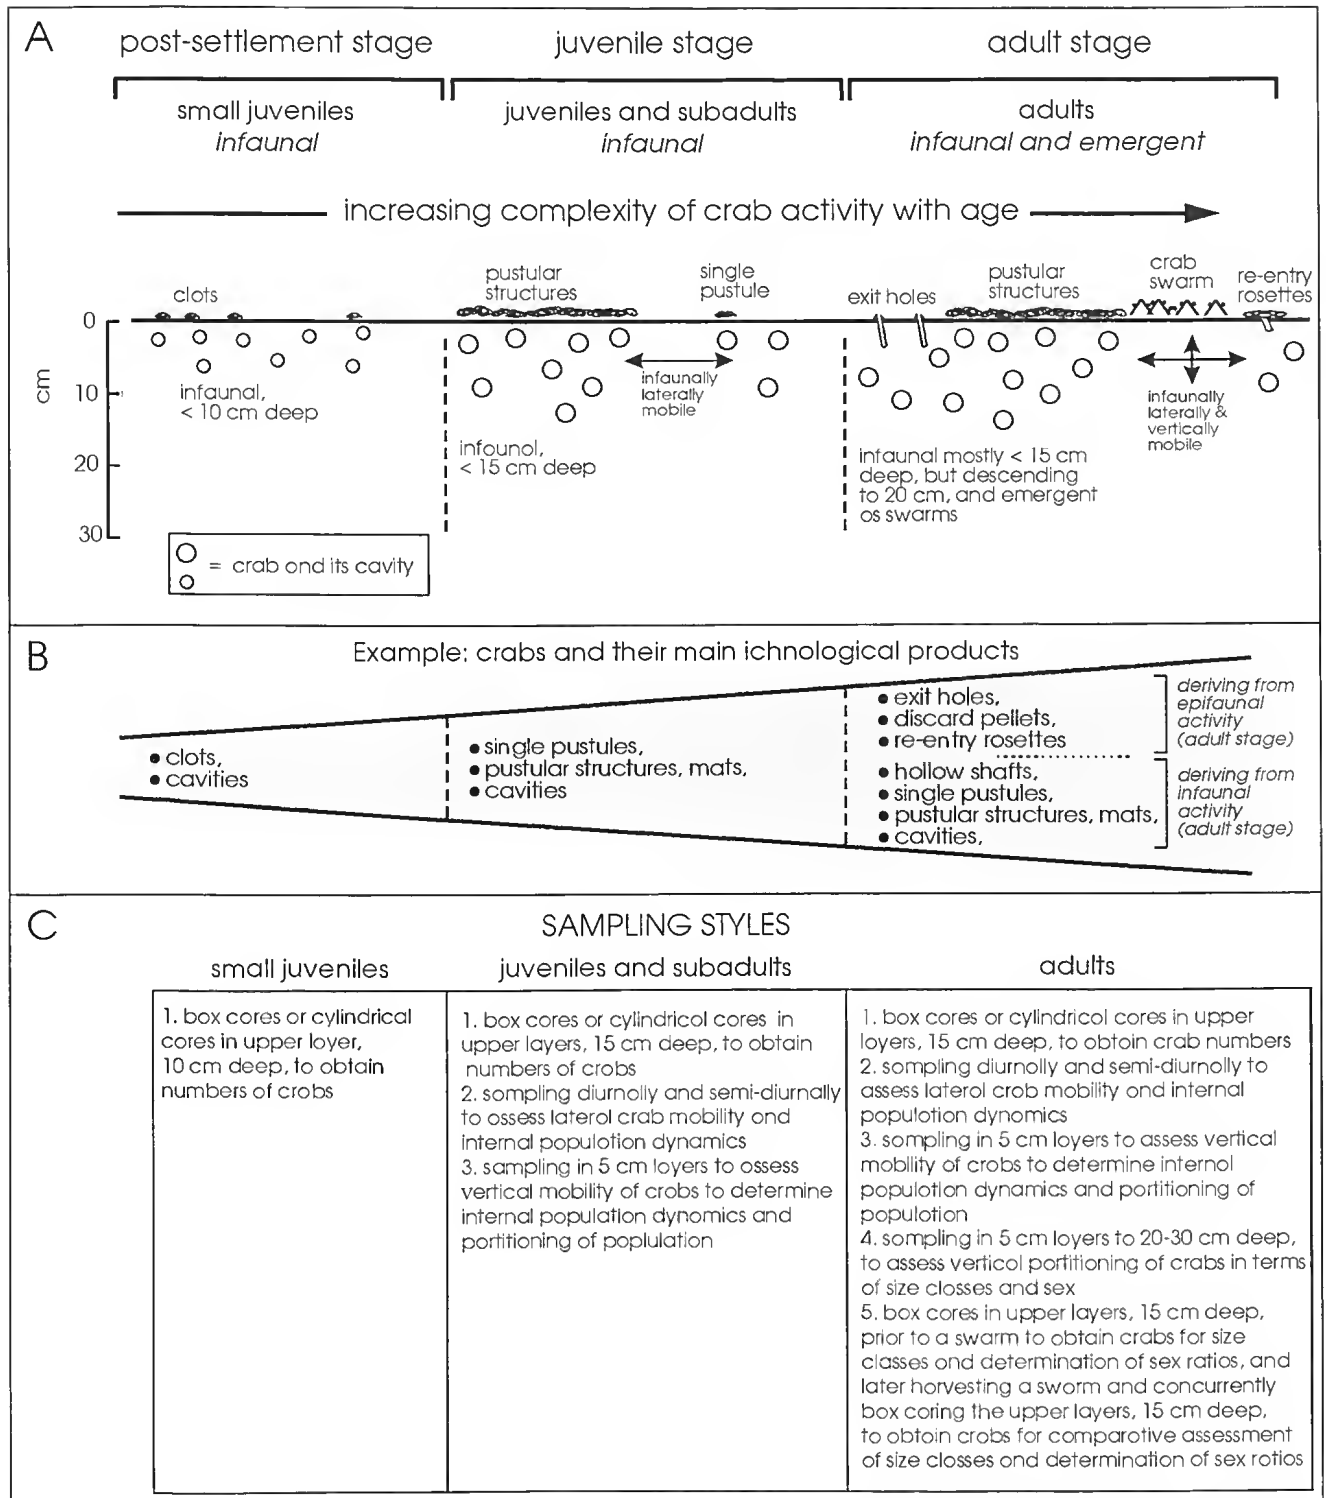 A
post-settlement stage
juvenile stage
adult stage
small juveniles
infaunal
juveniles and subadults
infaunal
adults
infaunal and emergent
increasing complexity of crab activity with age
clots
pustular
structures
single
pustule
exit holes
pustular
structures
crab
swarm
re-entry
rosettes
0
10
20
30
cm
infaunal,
< 10 cm deep
infounol,
< 15 cm deep
infaunally
laterally
mobile
infaunal mostly < 15 cm
deep, but descending
to 20 cm, and emergent
os swarms
infaunally
laterally &
vertically
mobile
= crab ond its cavity
B
Example: crabs and their main ichnological products
• clots,
• cavities
• single pustules,
• pustular structures, mats,
• cavities
• exit holes,
• discard pellets,
• re-entry rosettes
deriving from
epifaunal
activity
(adult stage)
• hollow shafts,
• single pustules,
• pustular structures, mats,
• cavities,
deriving from
infaunal
activity
(adult stage)
C
SAMPLING STYLES
small juveniles
juveniles and subadults
adults
1. box cores or cylindrical
cores in upper loyer,
10 cm deep, to obtain
numbers of crobs
1. box cores or cylindricol cores in
upper layers, 15 cm deep, to obtain
numbers of crobs
2. sompling diurnolly and semi-diurnally
to ossess laterol crab mobility ond
internal populotion dynamics
3. sampling in 5 cm loyers to ossess
vertical mobility of crobs to determine
internal population dynamics and
portitioning of poplulation
1. box cores or cylindricol cores in upper
loyers, 15 cm deep, to obtoin crab numbers
2. sampling diurnolly and semi-diurnolly to
assess laterol crob mobility ond internal
populotion dynamics
3. sompling in 5 cm loyers to assess vertical
mobility of crobs to determine internol
populotion dynamics and portitioning of
populotion
4. sompling in 5 cm loyers to 20-30 cm deep,
to assess verticol portitioning of crabs in terms
of size closses and sex
5. box cores in upper layers, 15 cm deep,
prior to a swarm to obtain crabs for size
classes ond determination of sex ratios, and
later horvesting a sworm and concurrently
box coring the upper layers, 15 cm deep,
to obtoin crobs for comparotive assessment
of size closses ond determination of sex rotios